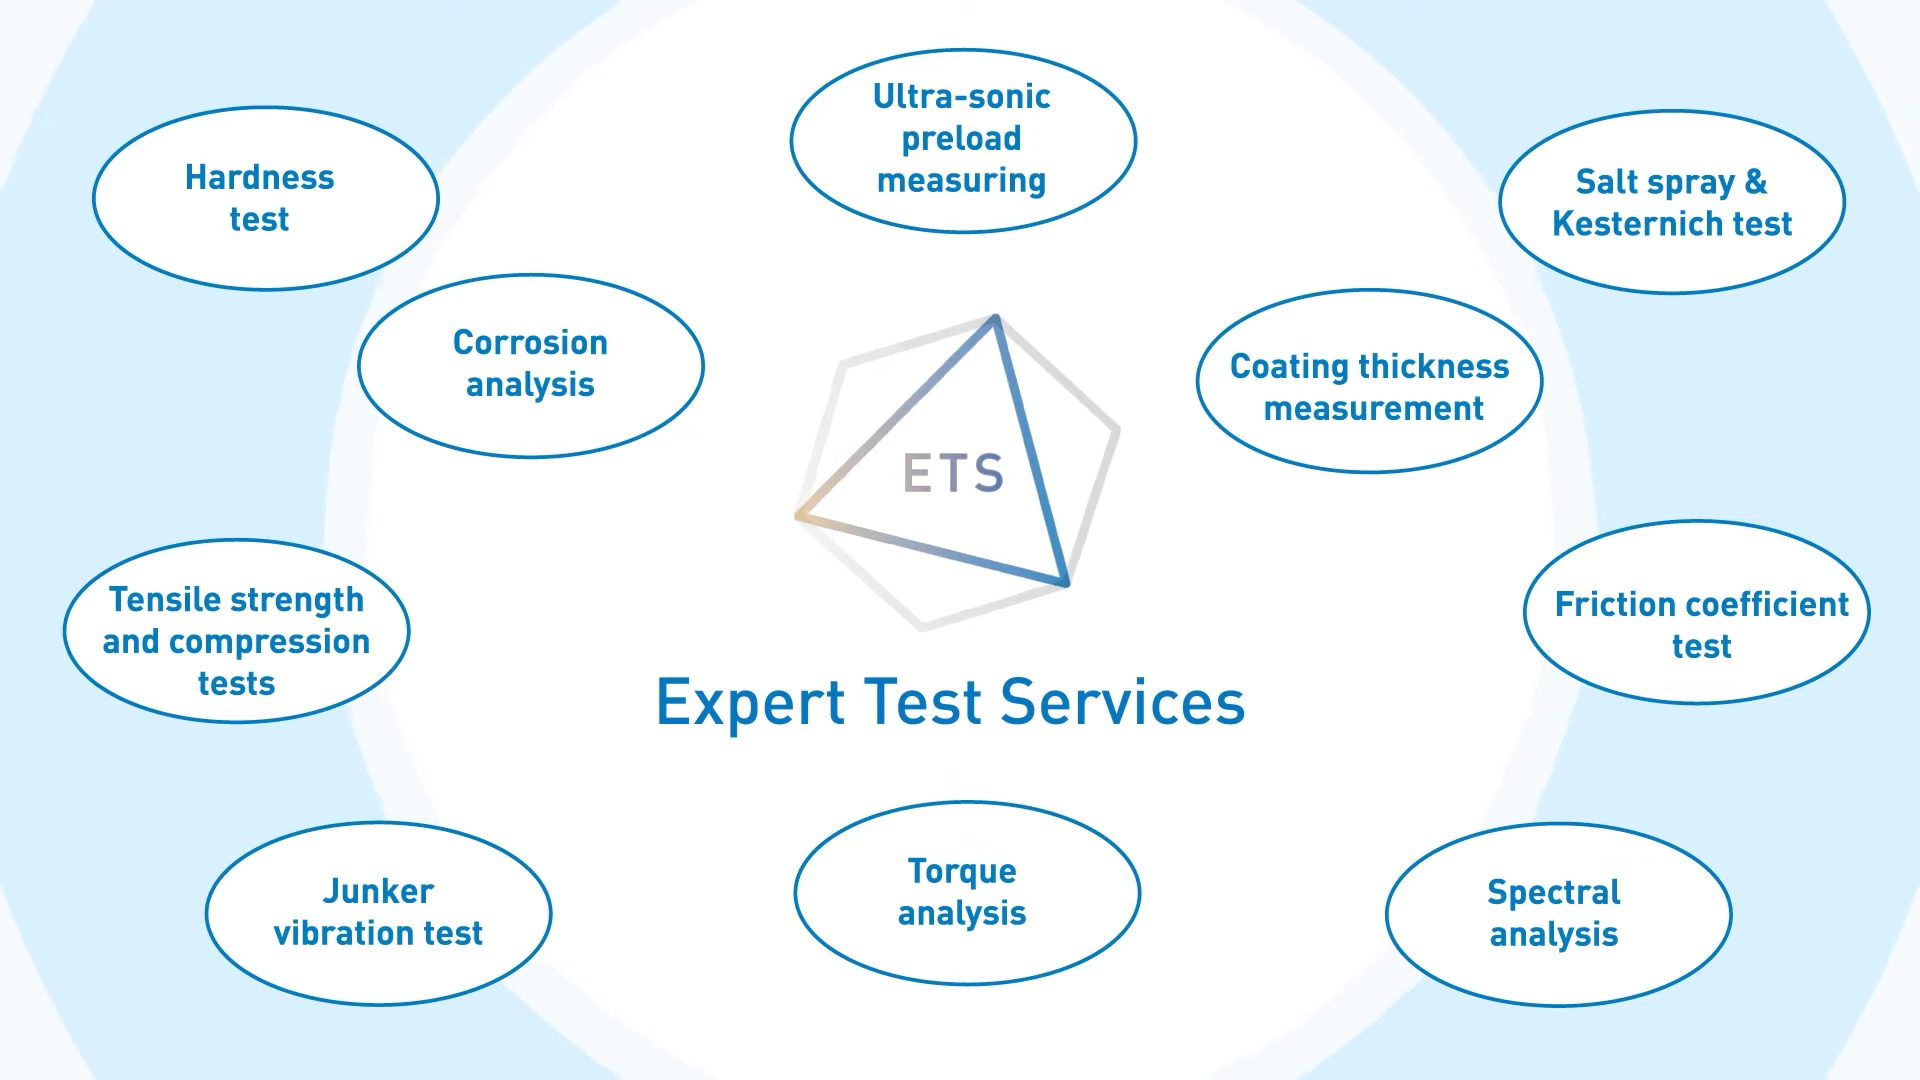 Ultra-sonic
preload
measuring
Hardness
test
Salt spray &
Kesternich test
Corrosion
analysis
Coating thickness
measurement
ETS
Tensile strength
and compression
tests
Friction coefficient
test
Expert Test Services
Junker
vibration test
Torque
analysis
Spectral
analysis